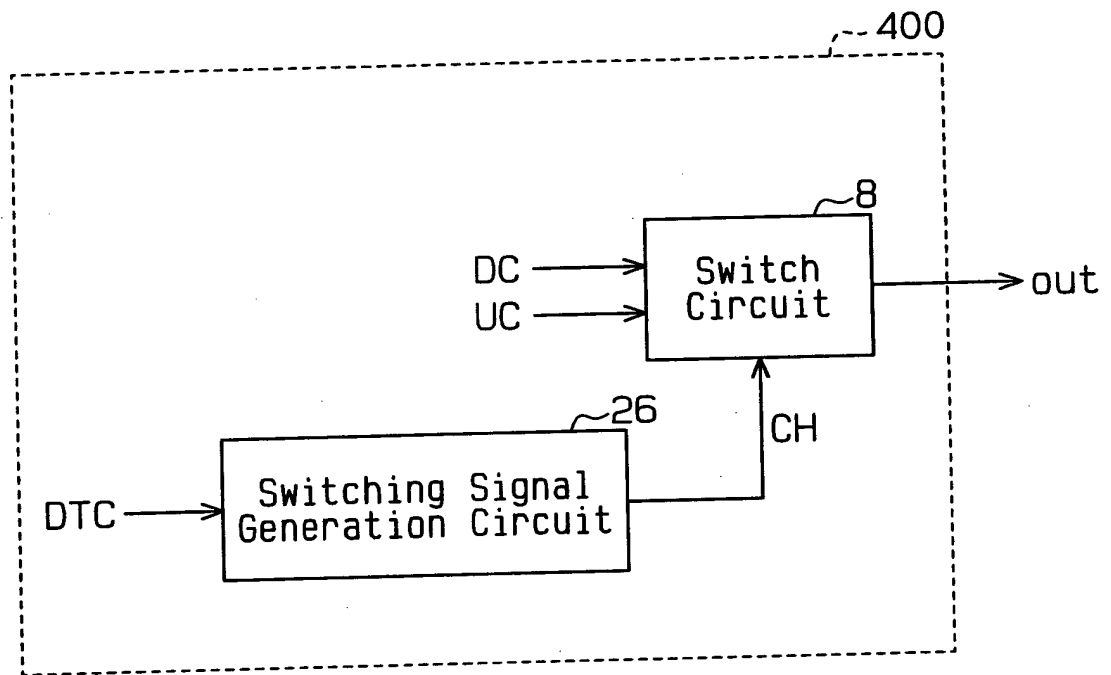 400
8
DC
UC
Switch
Circuit
out
26
CH
DTC
Switching Signal
Generation Circuit